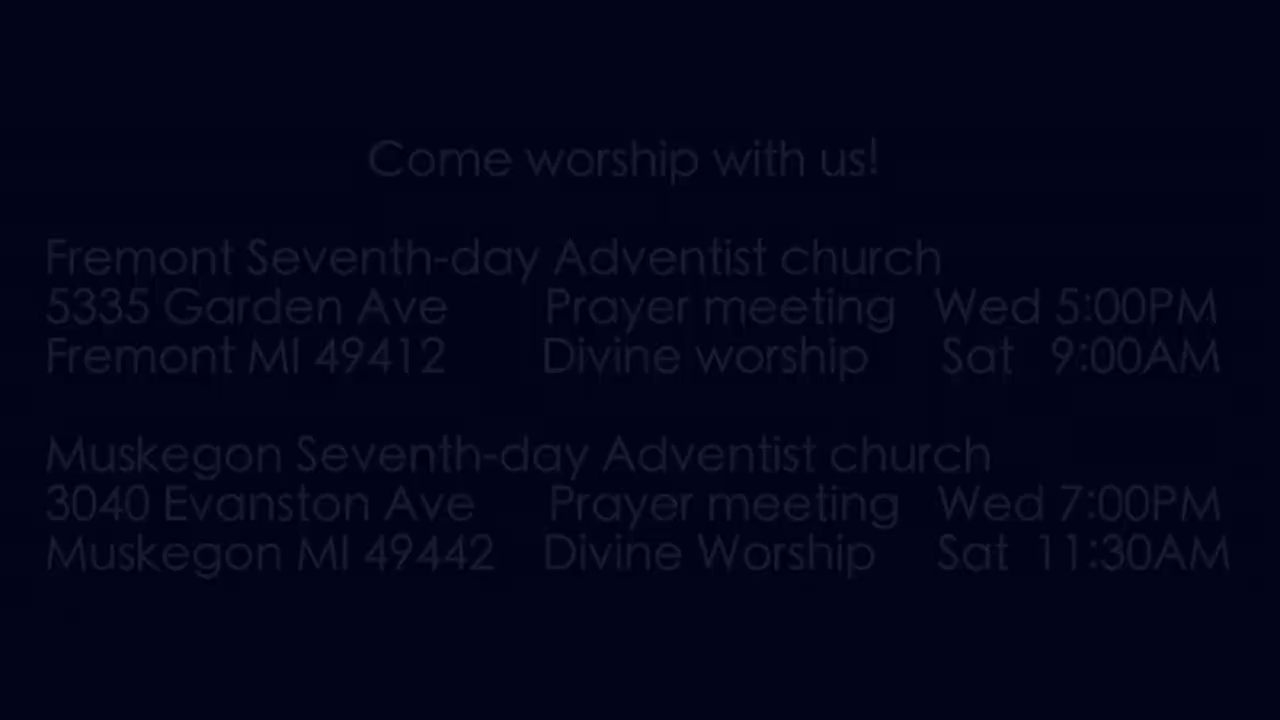 Come worship with us!
Fremont Seventh-day Adventist church
5335 Garden Ave Prayer meeting Wed 5:00PM
Fremont MI 49412 Divine worship Sat 9:00AM
Muskegon Seventh-day Adventist church
3040 Evanston Ave Prayer meeting Wed 7:00PM
Muskegon MI 49442 Divine Worship Sat 11:30AM